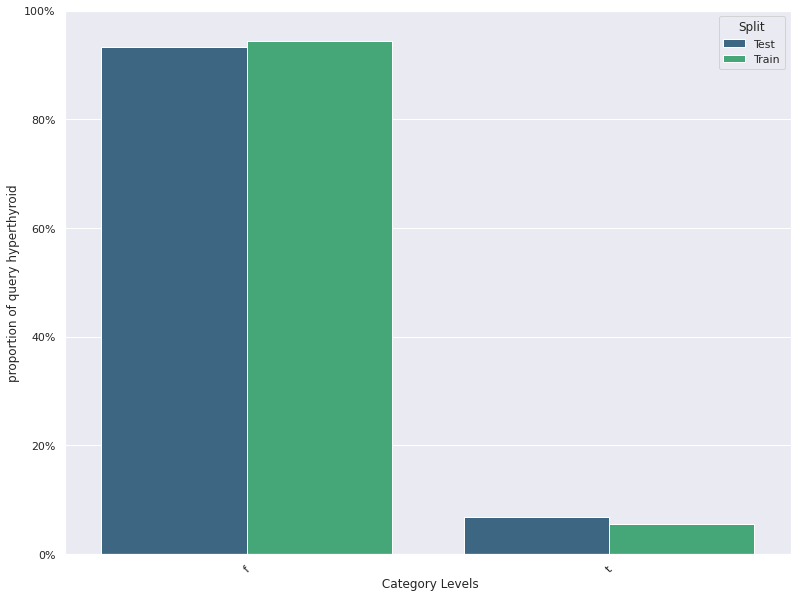 100%
80%
60%
40%
20%
0%
proportion of query hyperthyroid
Split
Test
Train
f
t
Category Levels